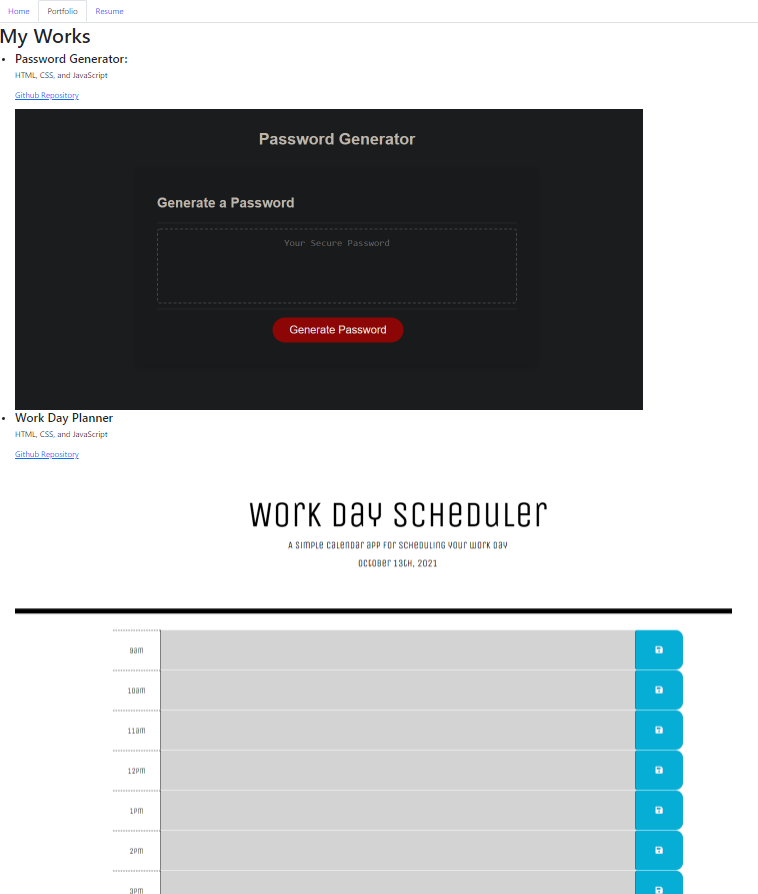 Home Portfolio Resume
My Works
Password Generator:
HTML, CSS, and JavaScript
Github Repository
Password Generator
Generate a Password
Your Secure Password
Generate Password
Work Day Planner
HTML, CSS, and JavaScript
Github Repository
Work Day Scheduler
A simple calendar app for scheduling your work day
October 13th, 2021
9am
10am
11am
12pm
1pm
2pm
3pm